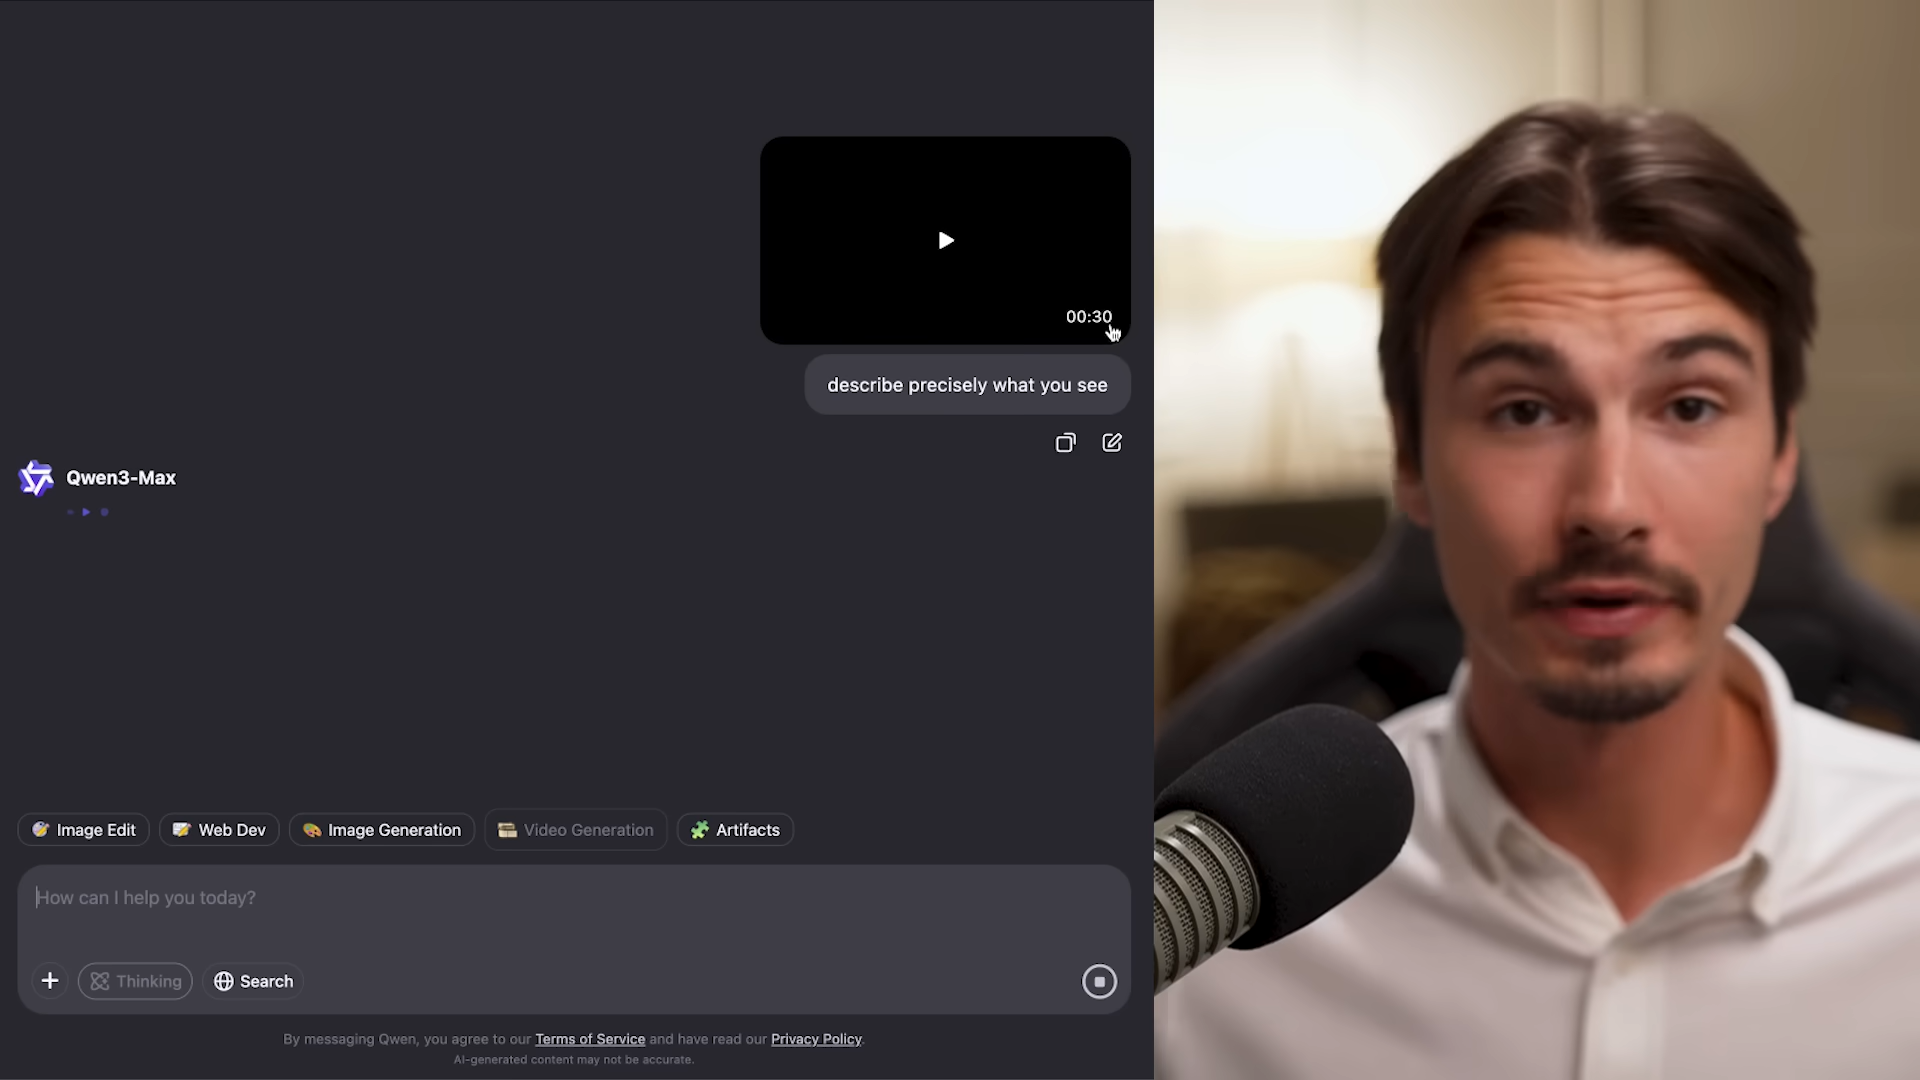 00:30
describe precisely what you see
Qwen3-Max
Image Edit
Web Dev
Image Generation
Video Generation
Artifacts
How can I help you today?
Thinking
Search
By messaging Qwen, you agree to our Terms of Service and have read our Privacy Policy.
AI-generated content may not be accurate.